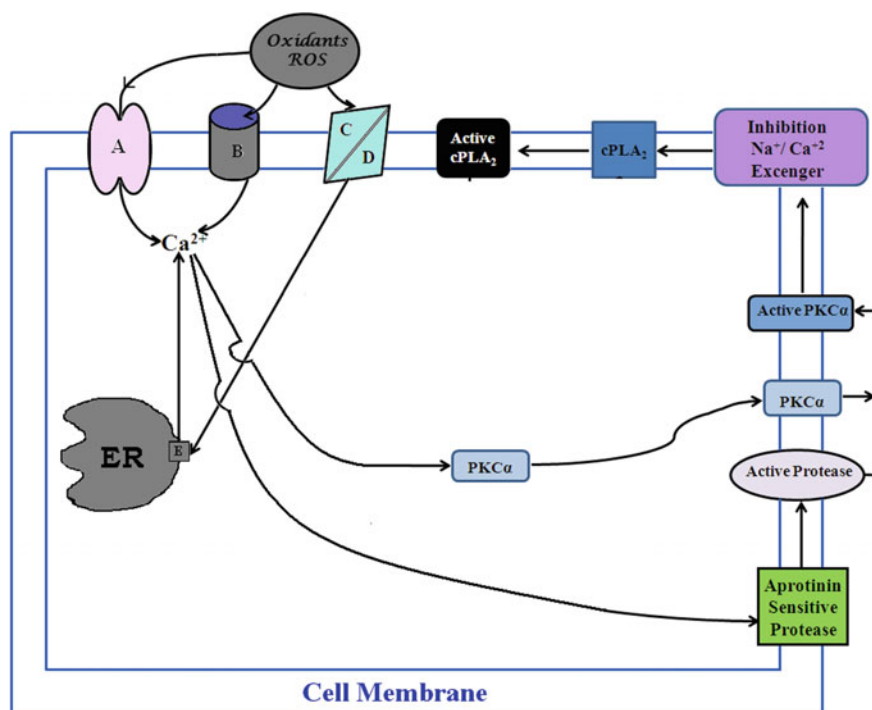 Oxidants
ROS
A
B
C
D
Active
cPLA₂
cPLA₂
Inhibition
Na⁺/ Ca⁺²
Excenger
Ca²⁺
Active PKCα
PKCα
ER
E
PKCα
Active Protease
Aprotinin
Sensitive
Protease
Cell Membrane